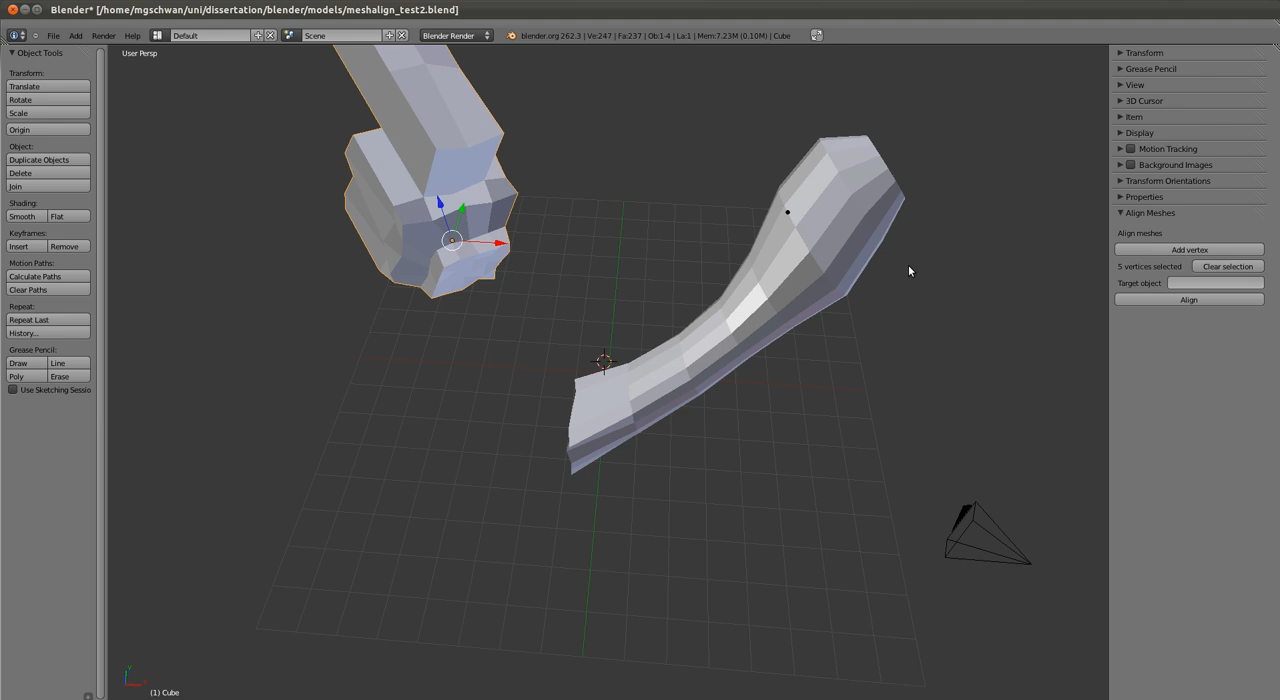 Blender* [/home/mgschwan/uni/dissertation/blender/models/meshalign_test2.blend]
File Add Render Help Default Scene Blender Render blender.org 262.3 | Ve:247 | Fa:237 | Ob:1-4 | La:1 | Mem:7.23M (0.10M) | Cube
Object Tools
Transform:
Translate
Rotate
Scale
Origin
Object:
Duplicate Objects
Delete
Join
Shading:
Smooth Flat
Keyframes:
Insert Remove
Motion Paths:
Calculate Paths
Clear Paths
Repeat:
Repeat Last
History...
Grease Pencil:
Draw Line
Poly Erase
Use Sketching Sessio
User Persp
(1) Cube
Transform
Grease Pencil
View
3D Cursor
Item
Display
Motion Tracking
Background Images
Transform Orientations
Properties
Align Meshes
Align meshes
Add vertex
5 vertices selected Clear selection
Target object
Align